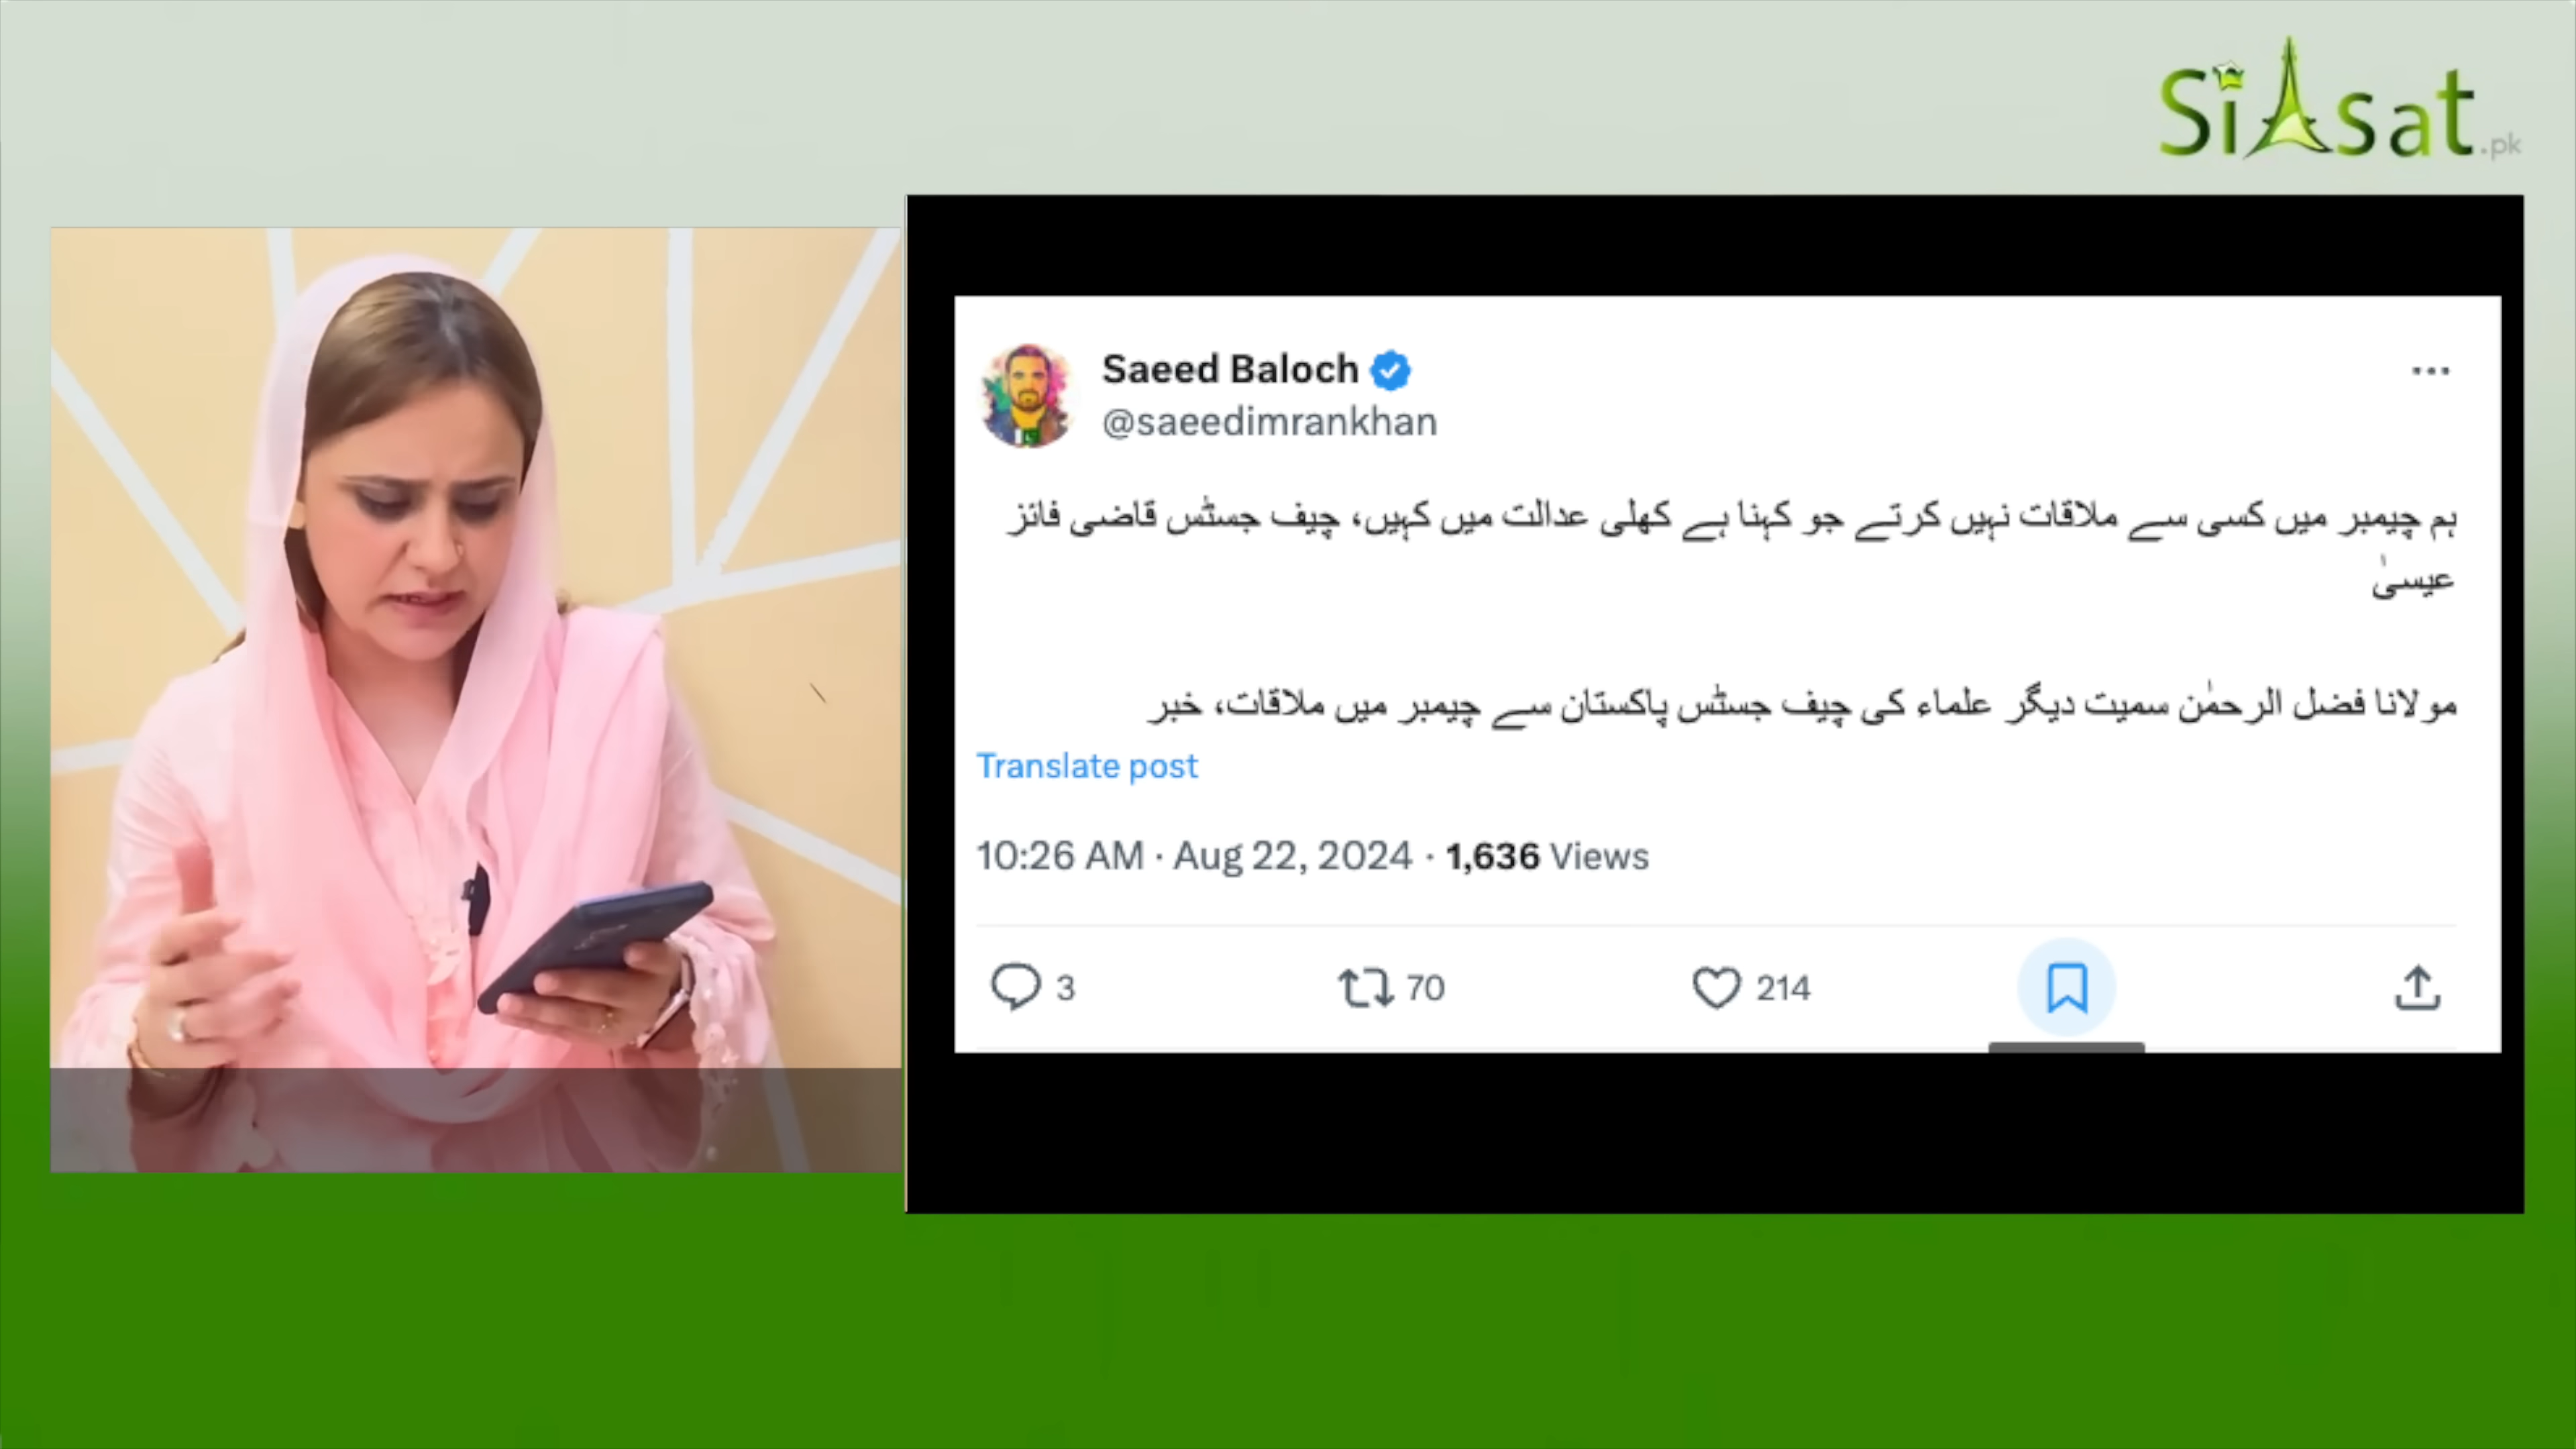 SiAsat.pk
Saeed Baloch
@saeedimrankhan
ہم چیمبر میں کسی سے ملاقات نہیں کرتے جو کہنا ہے کھلی عدالت میں کہیں، چیف جسٹس قاضی فائز
عیسیٰ
مولانا فضل الرحمٰن سمیت دیگر علماء کی چیف جسٹس پاکستان سے چیمبر میں ملاقات، خبر
Translate post
10:26 AM · Aug 22, 2024 · 1,636 Views
3 70 214